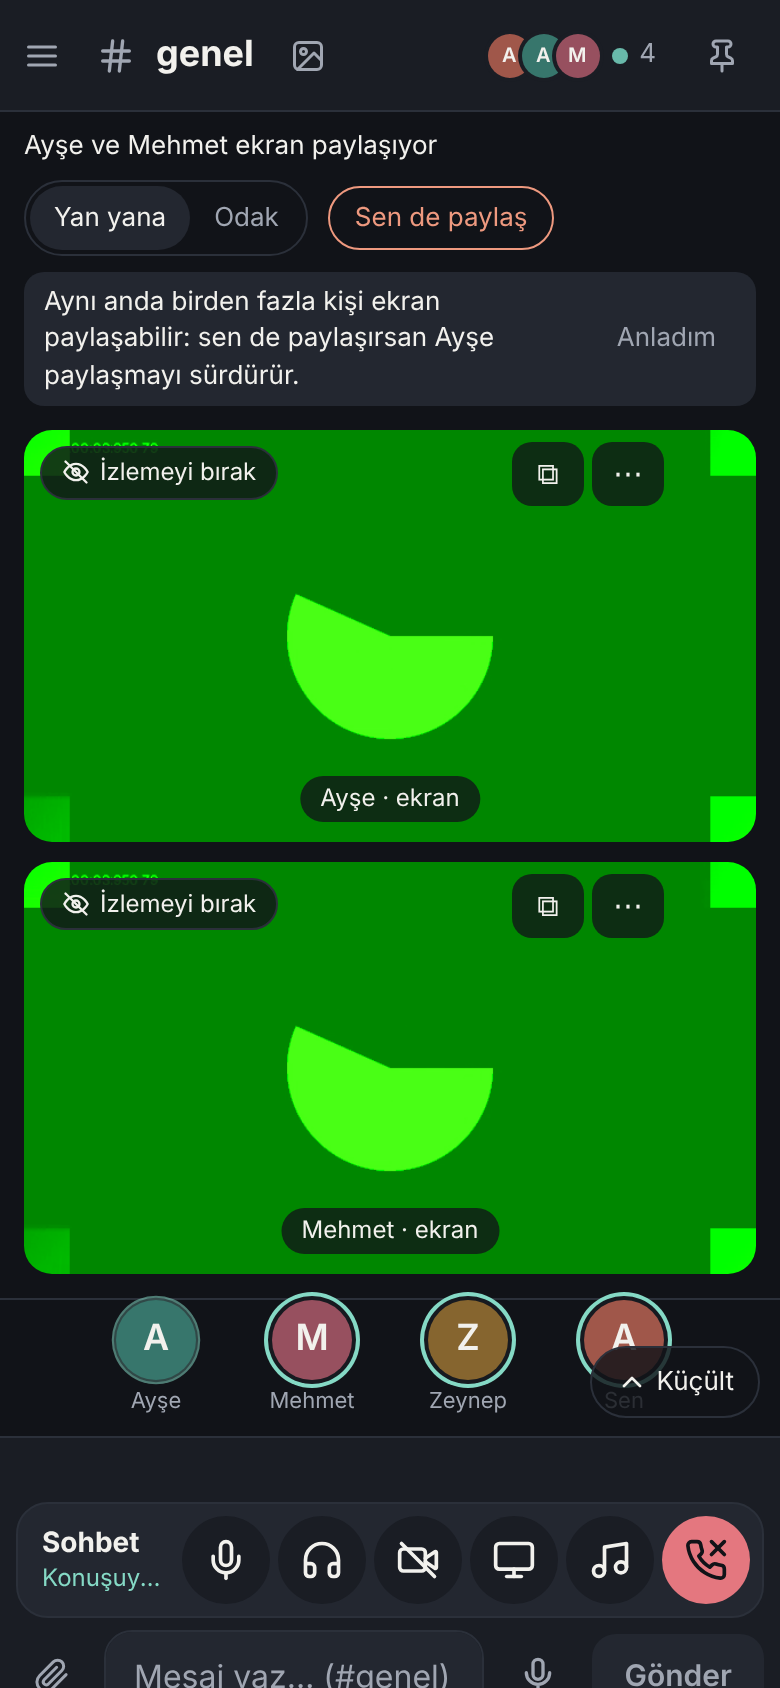 genel
A A M 4
Ayşe ve Mehmet ekran paylaşıyor
Yan yana Odak Sen de paylaş
Aynı anda birden fazla kişi ekran
paylaşabilir: sen de paylaşırsan Ayşe
paylaşmayı sürdürür.
Anladım
İzlemeyi bırak
Ayşe · ekran
İzlemeyi bırak
Mehmet · ekran
A M Z A
Ayşe Mehmet Zeynep Sen
Küçült
Sohbet
Konuşuy...
Mesaj yaz... (#genel) Gönder